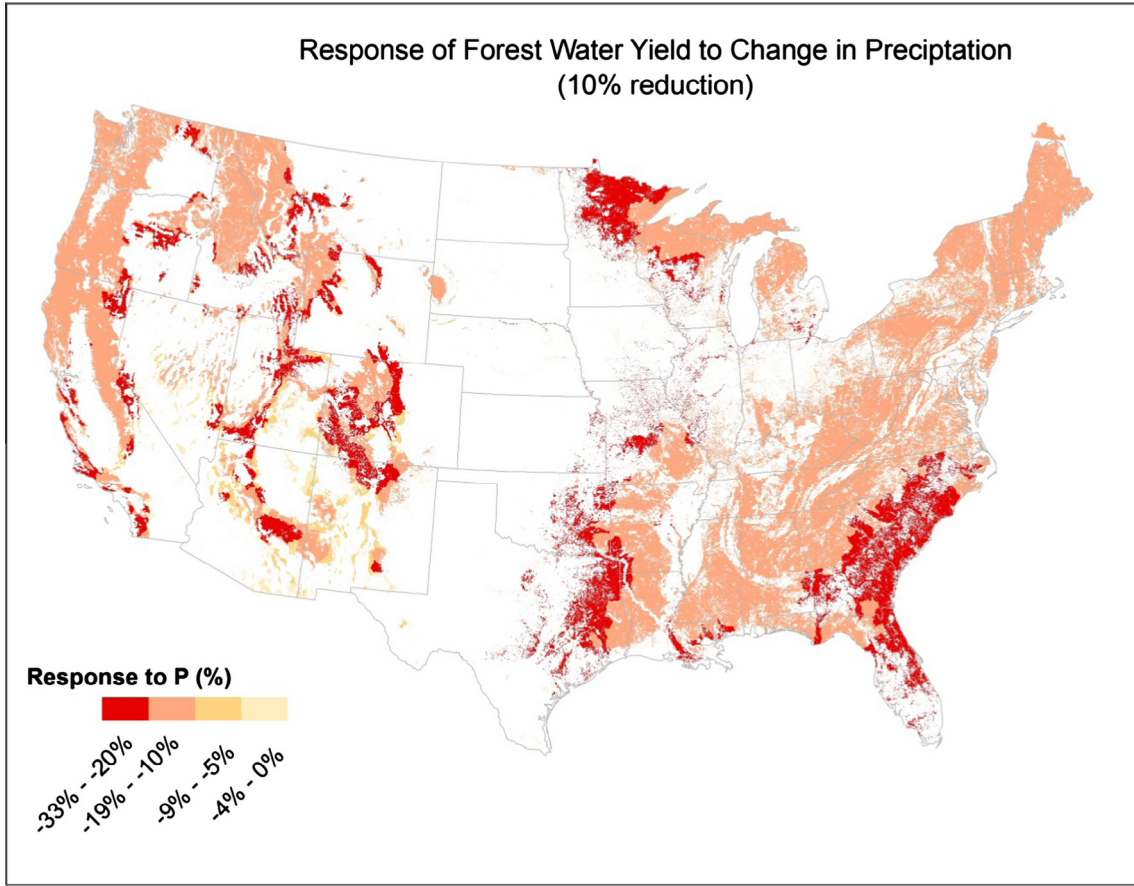 Response of Forest Water Yield to Change in Preciptation
(10% reduction)
Response to P (%)
-33% - -20%
-19% - -10%
-9% - -5%
-4% - 0%